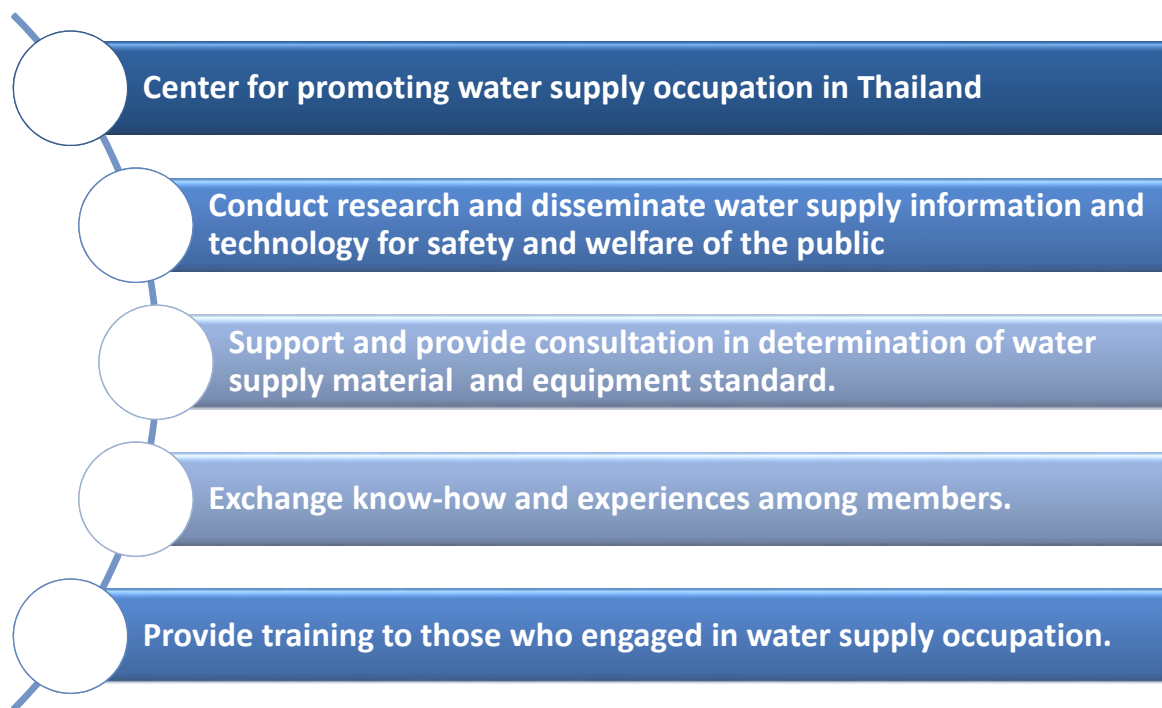 Center for promoting water supply occupation in Thailand
Conduct research and disseminate water supply information and
technology for safety and welfare of the public
Support and provide consultation in determination of water
supply material  and equipment standard.
Exchange know-how and experiences among members.
Provide training to those who engaged in water supply occupation.